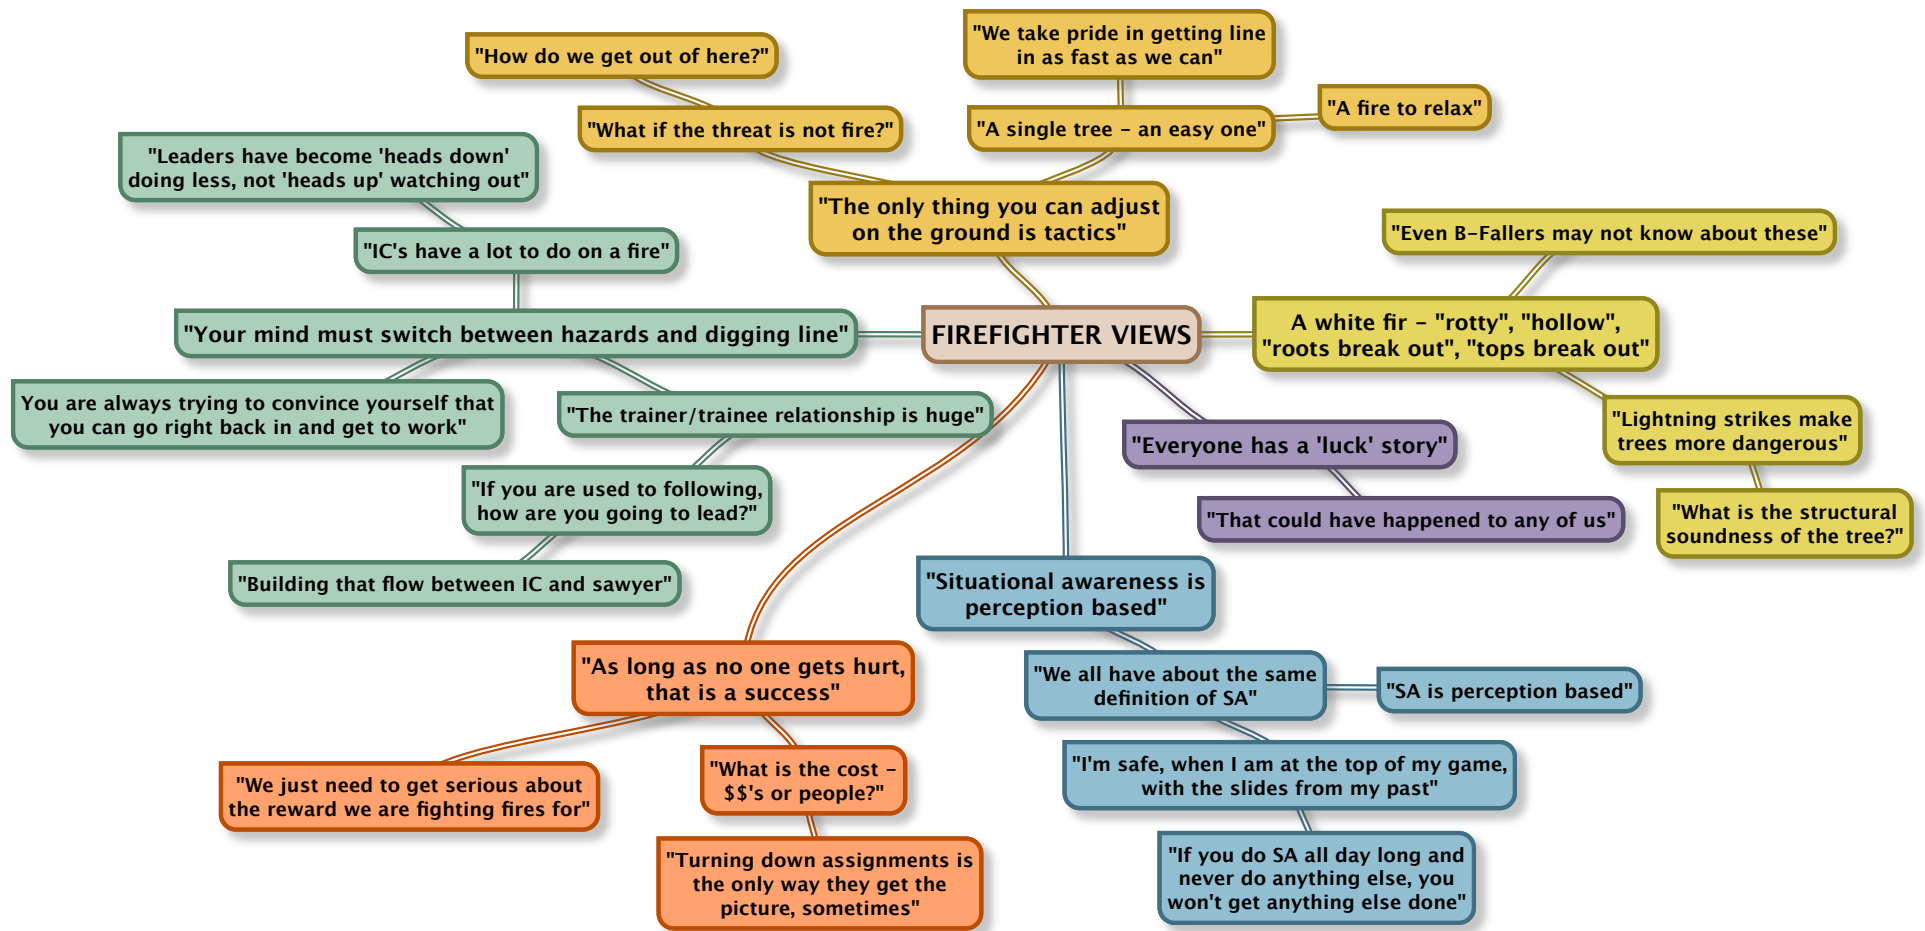 "How do we get out of here?"
"We take pride in getting line
in as fast as we can"
"What if the threat is not fire?"
"A single tree – an easy one"
"A fire to relax"
"The only thing you can adjust
on the ground is tactics"
"Leaders have become 'heads down'
doing less, not 'heads up' watching out"
"IC's have a lot to do on a fire"
"Your mind must switch between hazards and digging line"
You are always trying to convince yourself that
you can go right back in and get to work"
"The trainer/trainee relationship is huge"
"If you are used to following,
how are you going to lead?"
"Building that flow between IC and sawyer"
FIREFIGHTER VIEWS
"Even B–Fallers may not know about these"
A white fir – "rotty", "hollow",
"roots break out", "tops break out"
"Lightning strikes make
trees more dangerous"
"What is the structural
soundness of the tree?"
"Everyone has a 'luck' story"
"That could have happened to any of us"
"Situational awareness is
perception based"
"We all have about the same
definition of SA"
"SA is perception based"
"I'm safe, when I am at the top of my game,
with the slides from my past"
"If you do SA all day long and
never do anything else, you
won't get anything else done"
"As long as no one gets hurt,
that is a success"
"We just need to get serious about
the reward we are fighting fires for"
"What is the cost –
$$'s or people?"
"Turning down assignments is
the only way they get the
picture, sometimes"